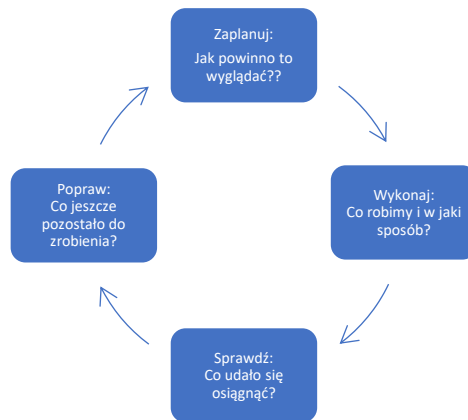 Zaplanuj:
Jak powinno to
wyglądać??
Wykonaj:
Co robimy i w jaki
sposób?
Sprawdź:
Co udało się
osiągnąć?
Popraw:
Co jeszcze
pozostało do
zrobienia?